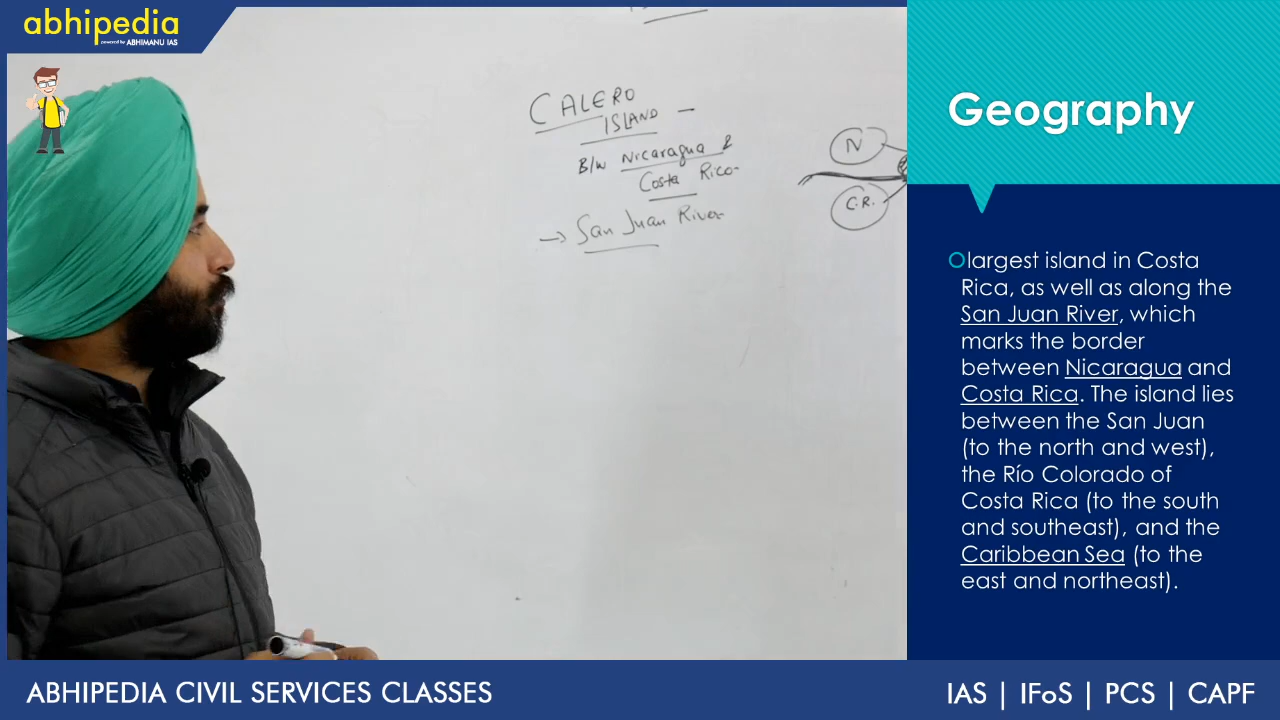 abhipedia
powered by ABHIMANU IAS
CALERO
ISLAND -
B/W Nicaragua &
Costa Rico-
→ San Juan River
N
C.R.
Geography
largest island in Costa
Rica, as well as along the
San Juan River, which
marks the border
between Nicaragua and
Costa Rica. The island lies
between the San Juan
(to the north and west),
the Río Colorado of
Costa Rica (to the south
and southeast), and the
Caribbean Sea (to the
east and northeast).
ABHIPEDIA CIVIL SERVICES CLASSES
IAS | IFoS | PCS | CAPF